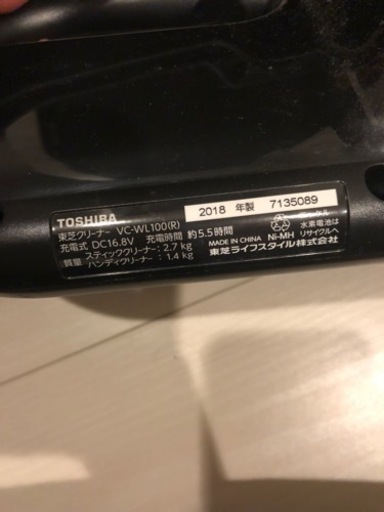 TOSHIBA
2018 年製 7135089
東芝クリーナー VC-WL100(R)
充電式 DC16.8V 充電時間 約5.5時間
質量 スティッククリーナー:2.7 kg
ハンディクリーナー:1.4 kg
MADE IN CHINA
Ni-MH
ニッケル
水素電池は
リサイクルへ
東芝ライフスタイル株式会社